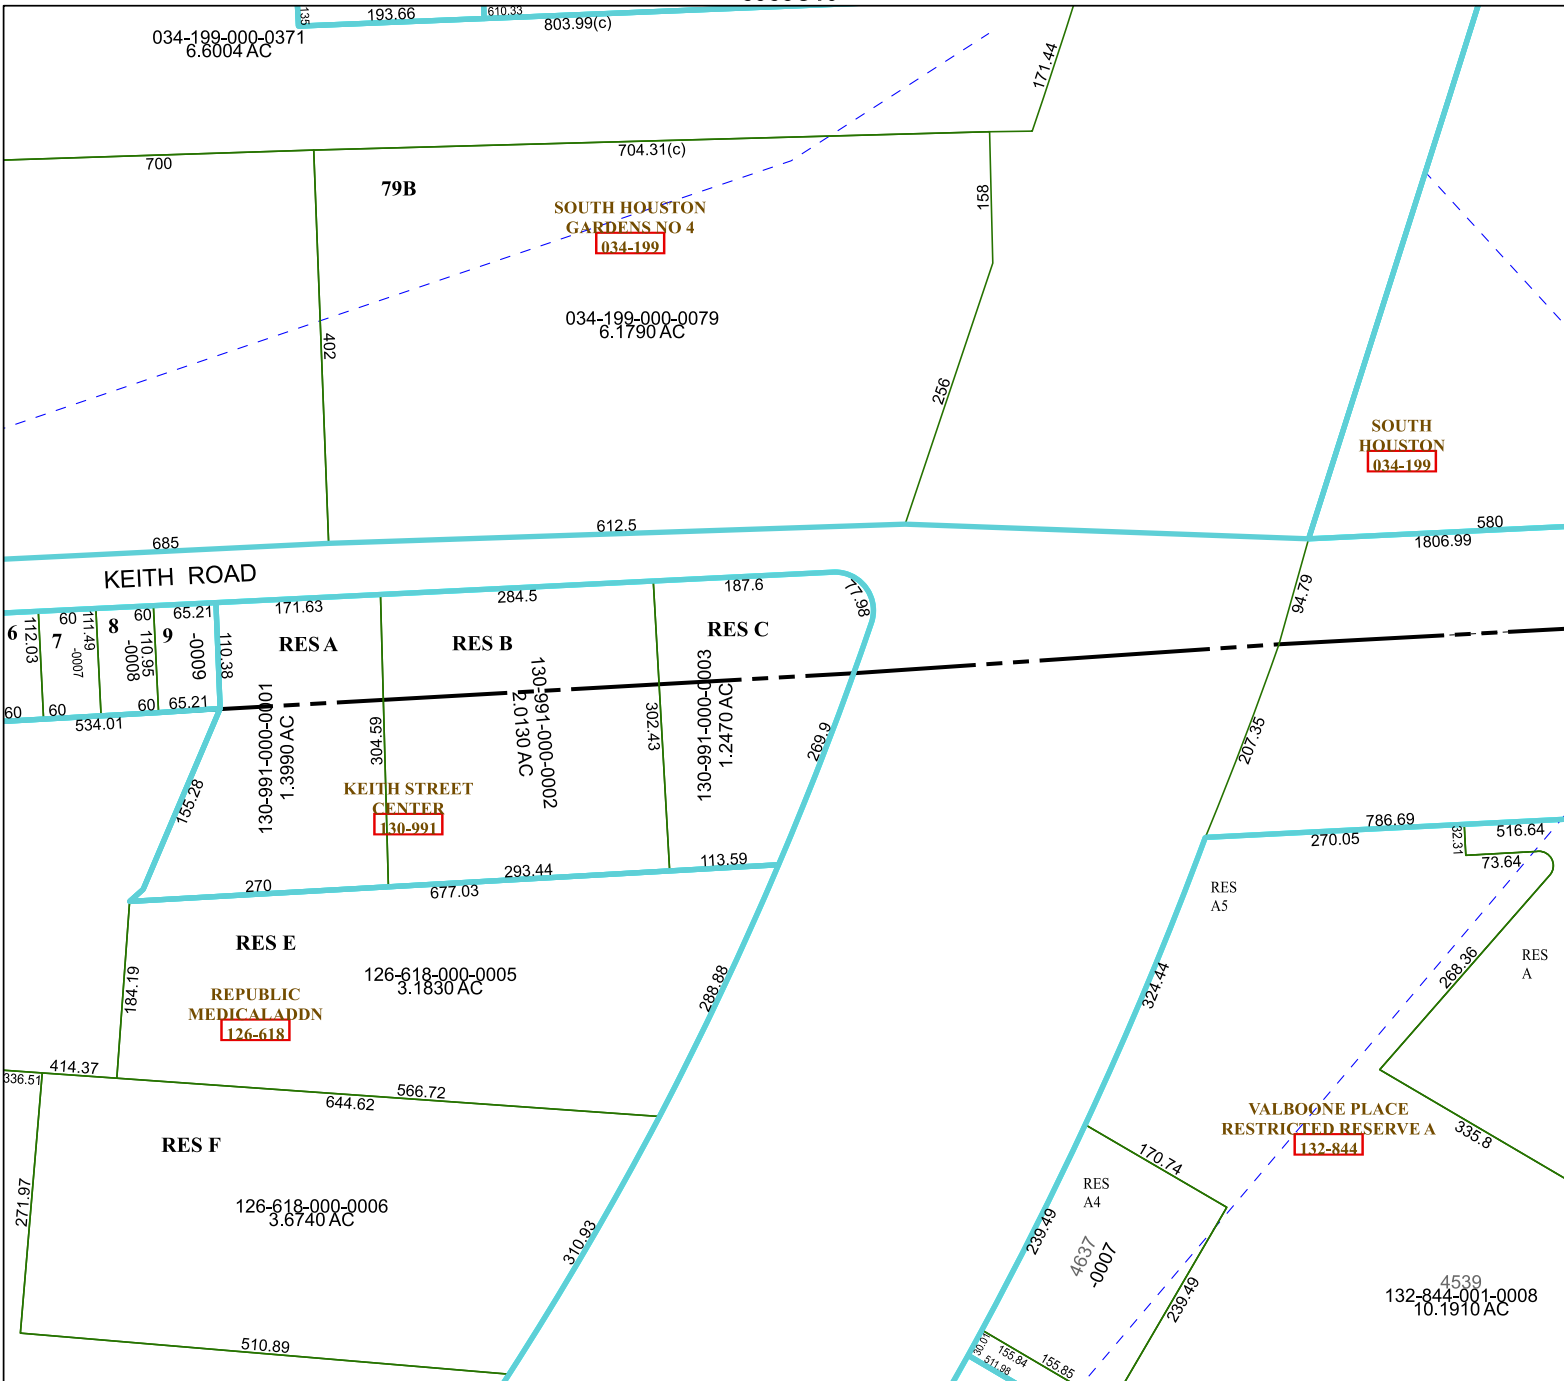 135
193.66
610.33
803.99(c)
034-199-000-0371
6.6004 AC
171.44
700
704.31(c)
79B
158
SOUTH HOUSTON
GARDENS NO 4
034-199
034-199-000-0079
6.1790 AC
402
256
SOUTH
HOUSTON
034-199
685
612.5
580
1806.99
KEITH ROAD
94.79
6
112.03
60
7
-0007
111.49
8
60
-0008
110.95
9
65.21
-0009
110.38
171.63
284.5
187.6
77.98
RES A
RES B
RES C
60
60
60
65.21
534.01
130-991-000-0001
1.3990 AC
304.59
130-991-000-0002
2.0130 AC
302.43
130-991-000-0003
1.2470 AC
269.9
207.35
155.28
KEITH STREET
CENTER
130-991
786.69
270.05
32.31
516.64
73.64
270
293.44
677.03
113.59
RES
A5
RES E
126-618-000-0005
3.1830 AC
184.19
REPUBLIC
MEDICALADDN
126-618
288.88
324.44
268.36
RES
A
336.51
414.37
566.72
644.62
RES F
VALBOONE PLACE
RESTRICTED RESERVE A
132-844
335.8
170.74
RES
A4
271.97
126-618-000-0006
3.6740 AC
310.93
239.49
4637
-0007
239.49
4539
132-844-001-0008
10.1910 AC
510.89
30.01
155.84
155.85
511.98